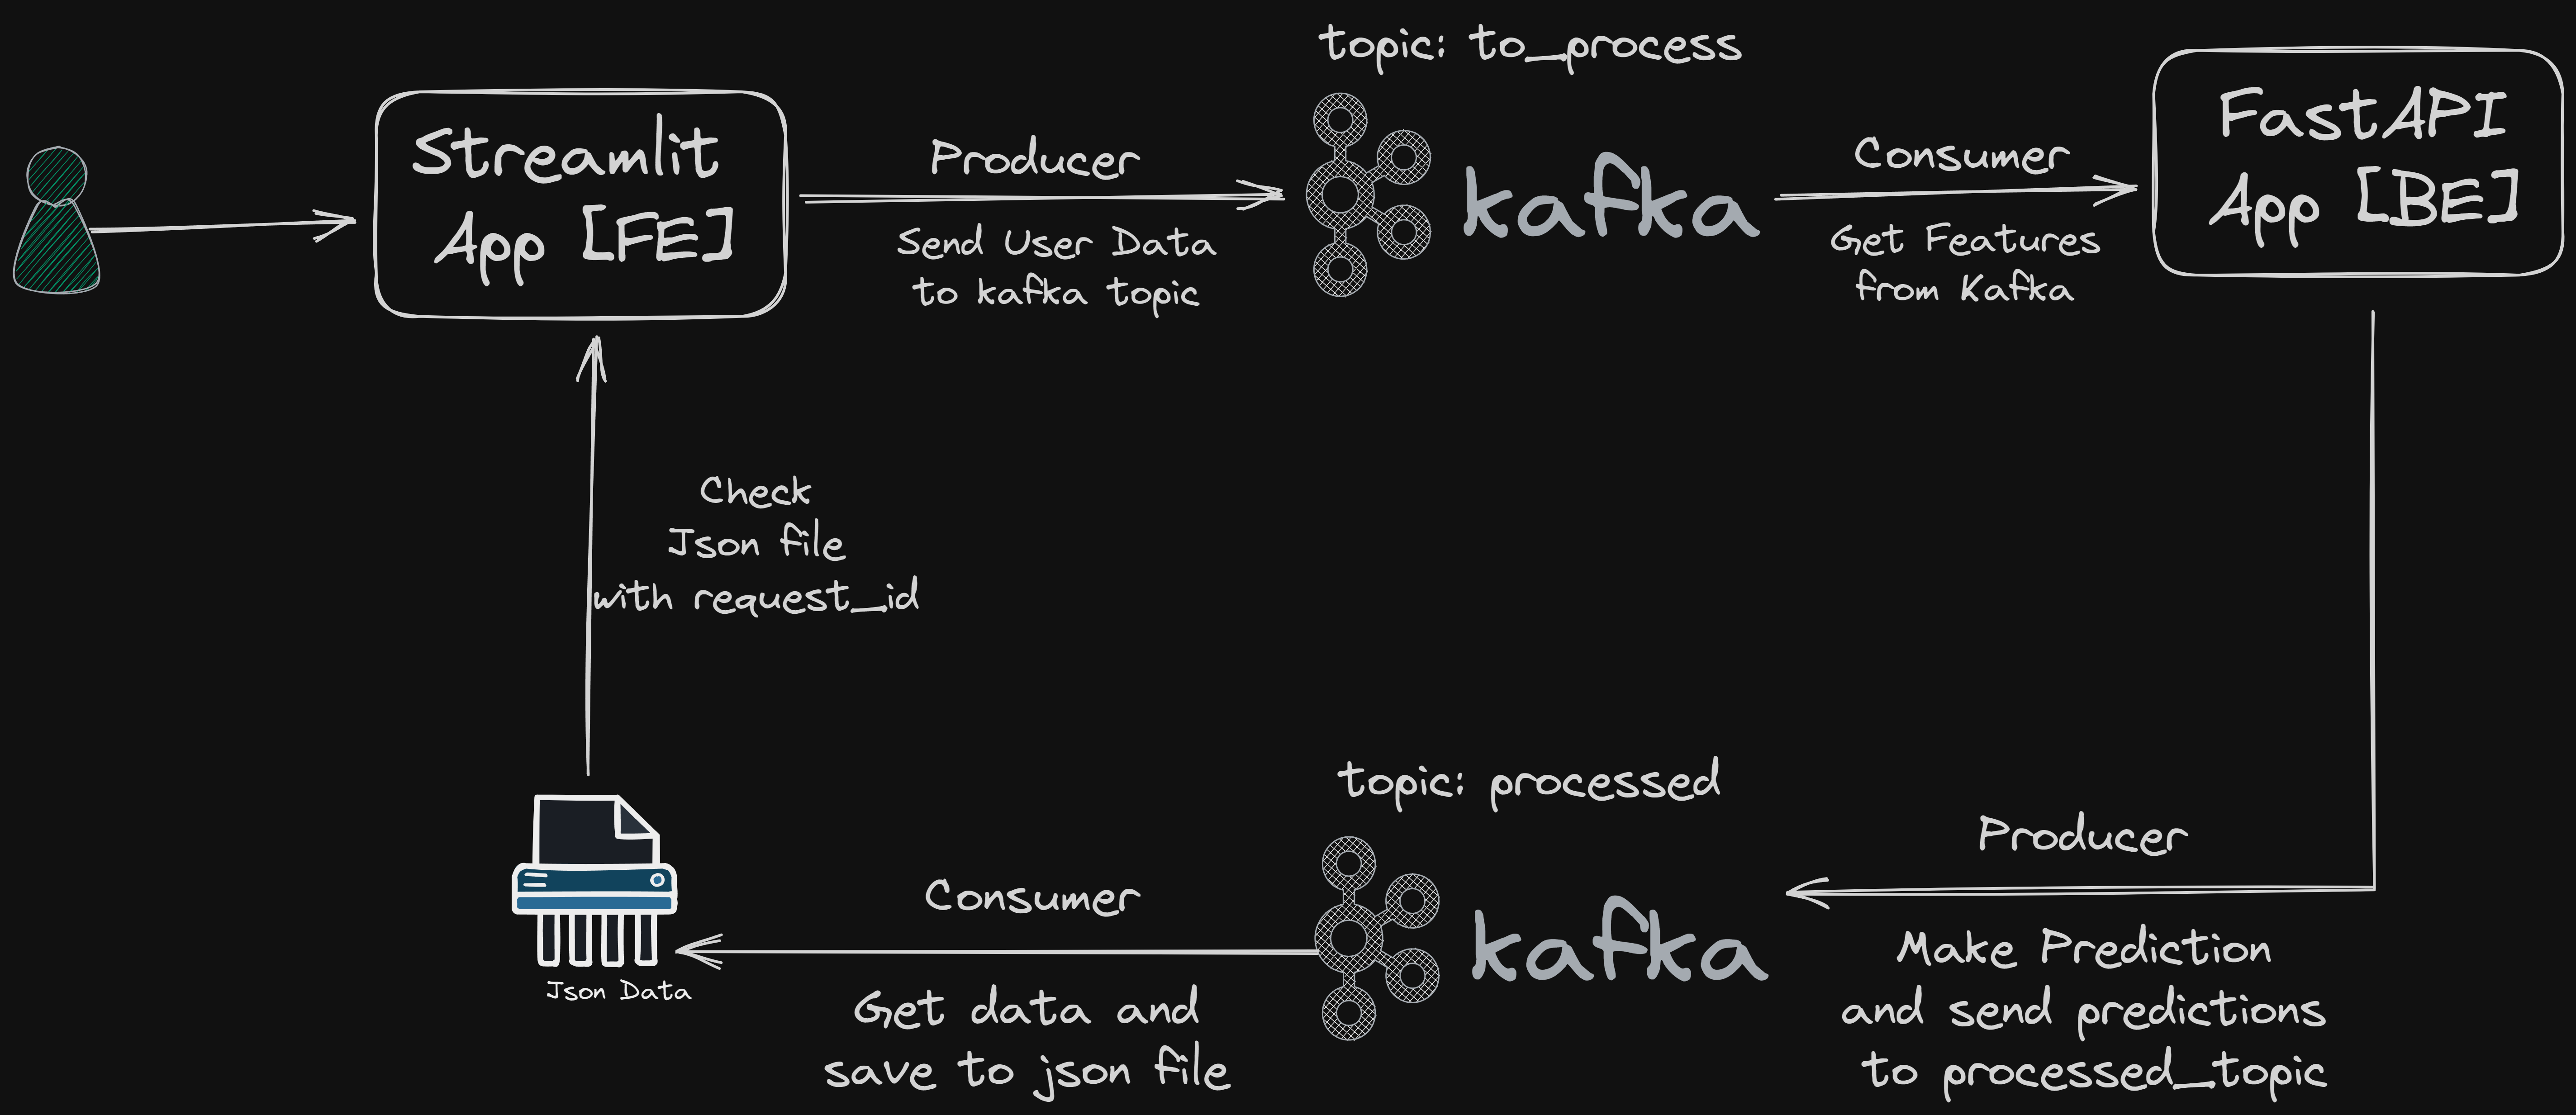 topic: to_process
Streamlit
App [FE]
Producer
Send User Data
to kafka topic
kafka
Consumer
Get Features
from Kafka
FastAPI
App [BE]
Check
Json file
with request_id
topic: processed
kafka
Producer
Make Prediction
and send predictions
to processed_topic
Consumer
Get data and
save to json file
Json Data